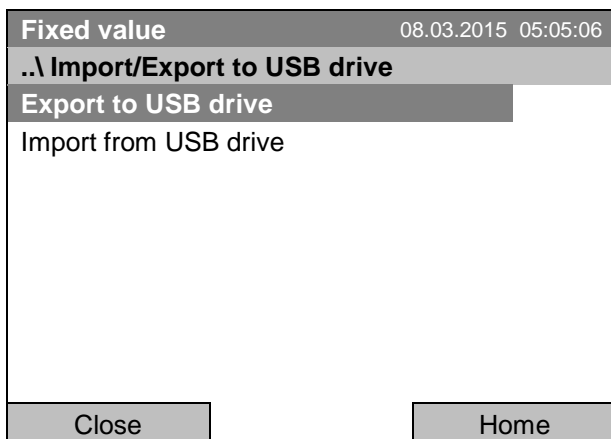 Fixed value 08.03.2015 05:05:06
..\ Import/Export to USB drive
Export to USB drive
Import from USB drive
Close Home